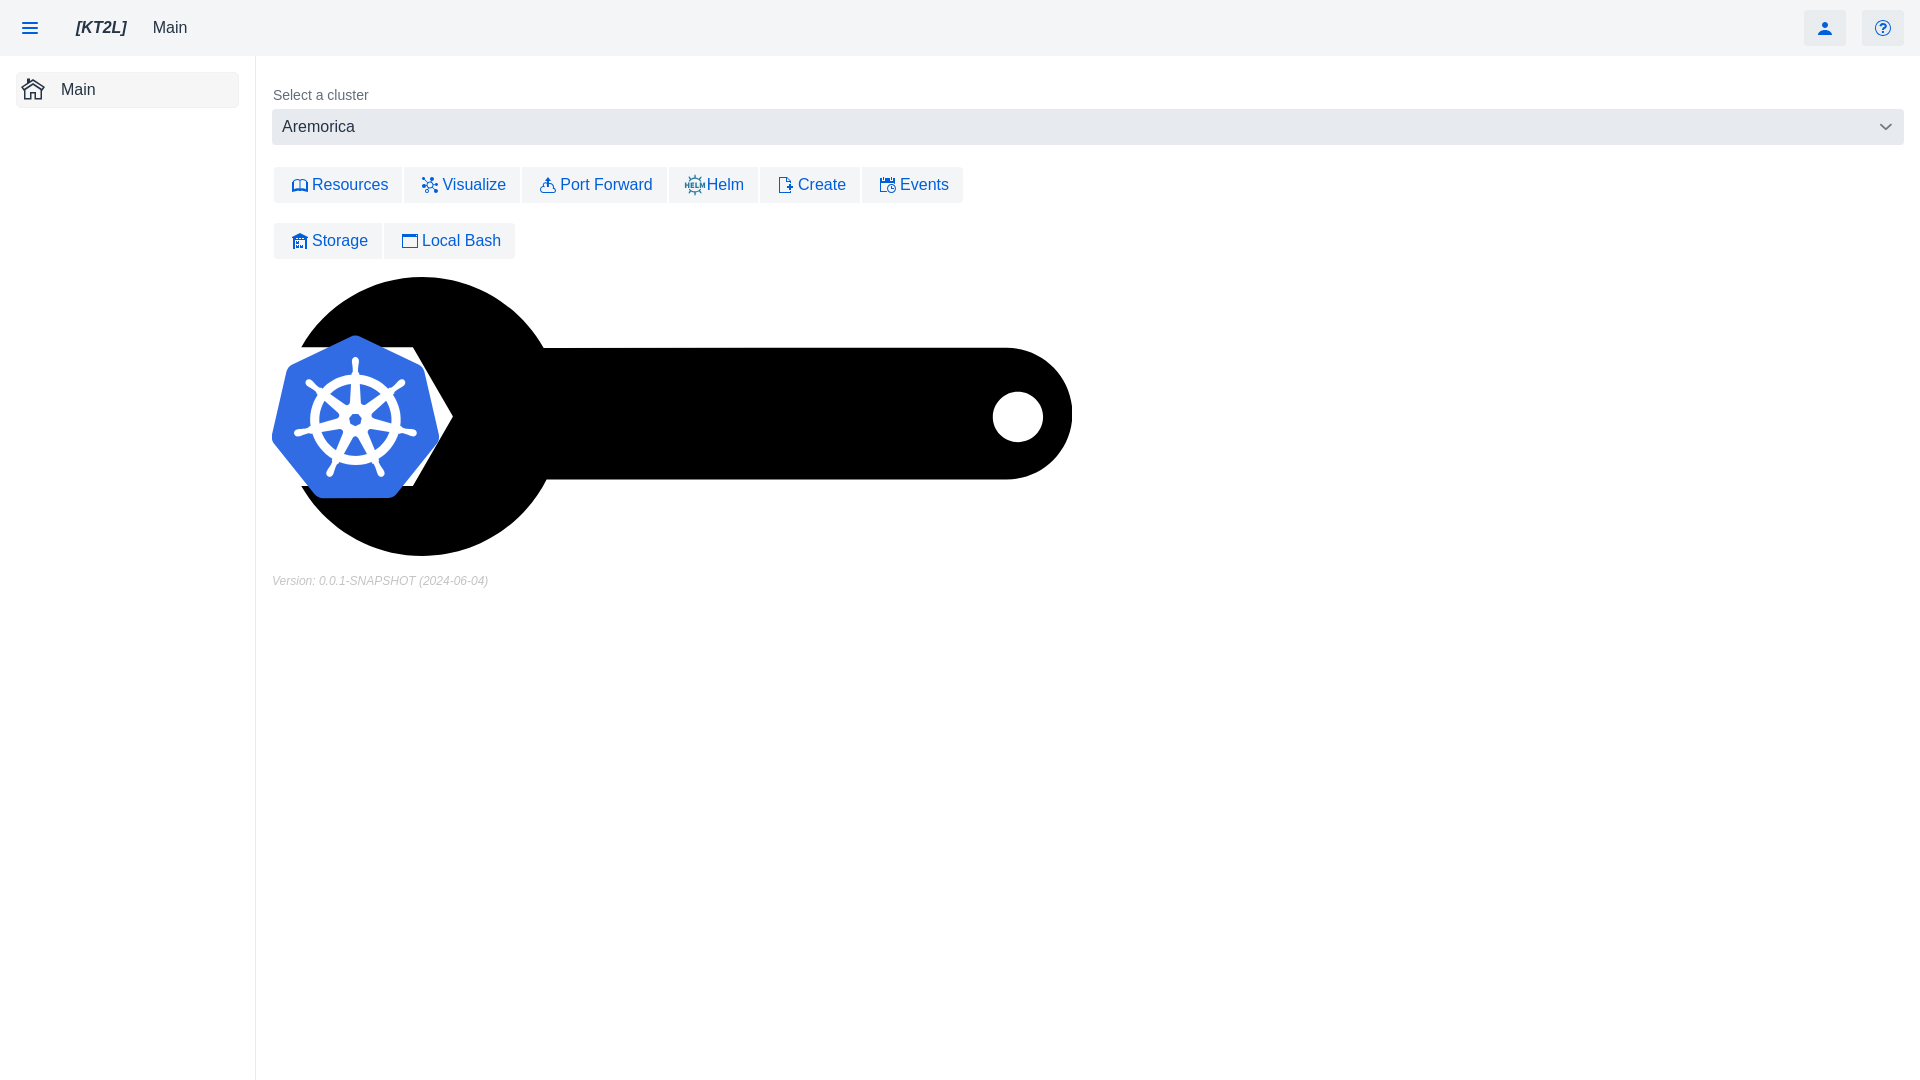 [KT2L] Main
Main
Select a cluster
Aremorica
Resources Visualize Port Forward HELM Helm Create Events
Storage Local Bash
Version: 0.0.1-SNAPSHOT (2024-06-04)